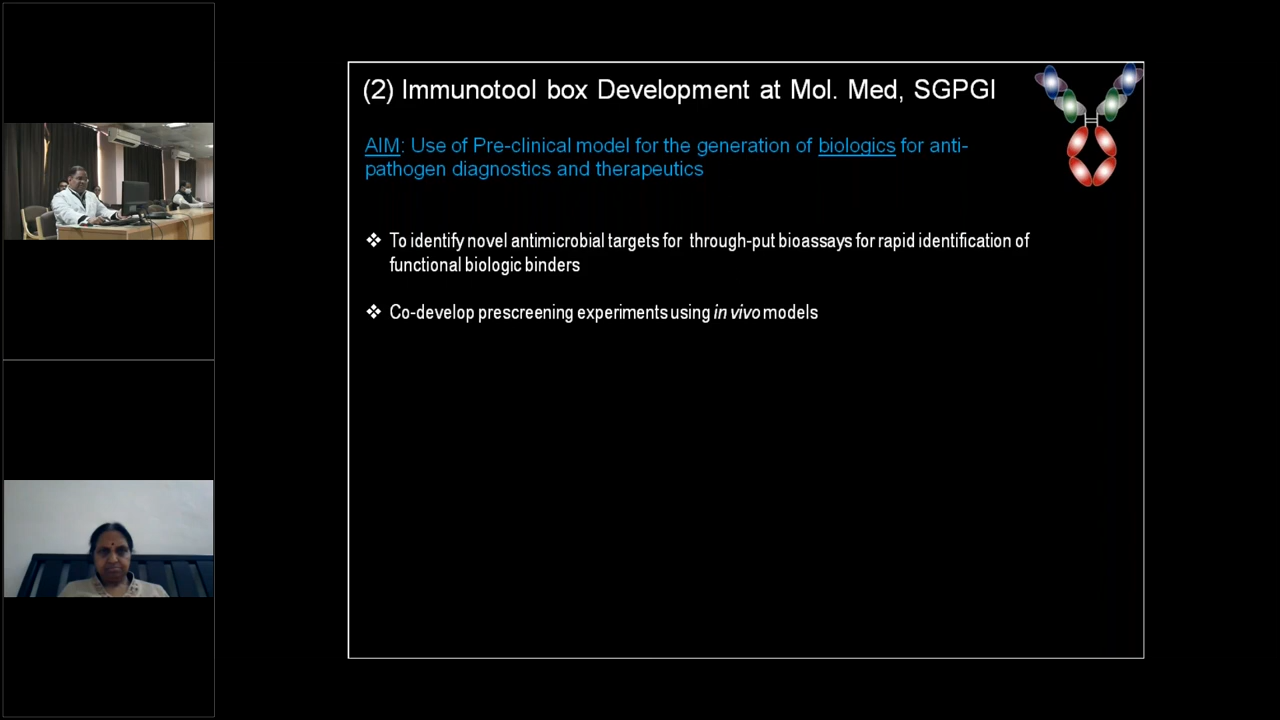 (2) Immunotool box Development at Mol. Med, SGPGI
AIM: Use of Pre-clinical model for the generation of biologics for anti-
pathogen diagnostics and therapeutics
❖ To identify novel antimicrobial targets for through-put bioassays for rapid identification of
functional biologic binders
❖ Co-develop prescreening experiments using in vivo models